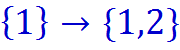 {1} → {1,2}